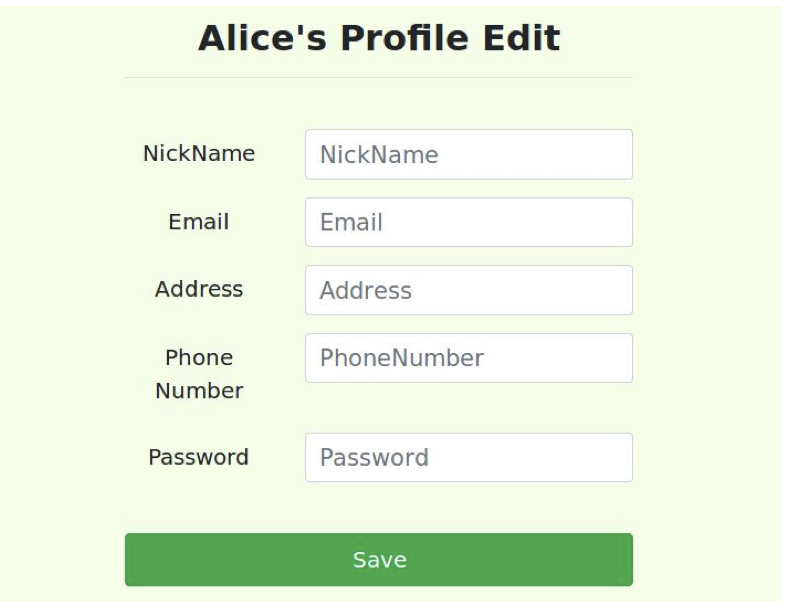 Alice's Profile Edit
NickName NickName
Email Email
Address Address
Phone Number PhoneNumber
Password Password
Save